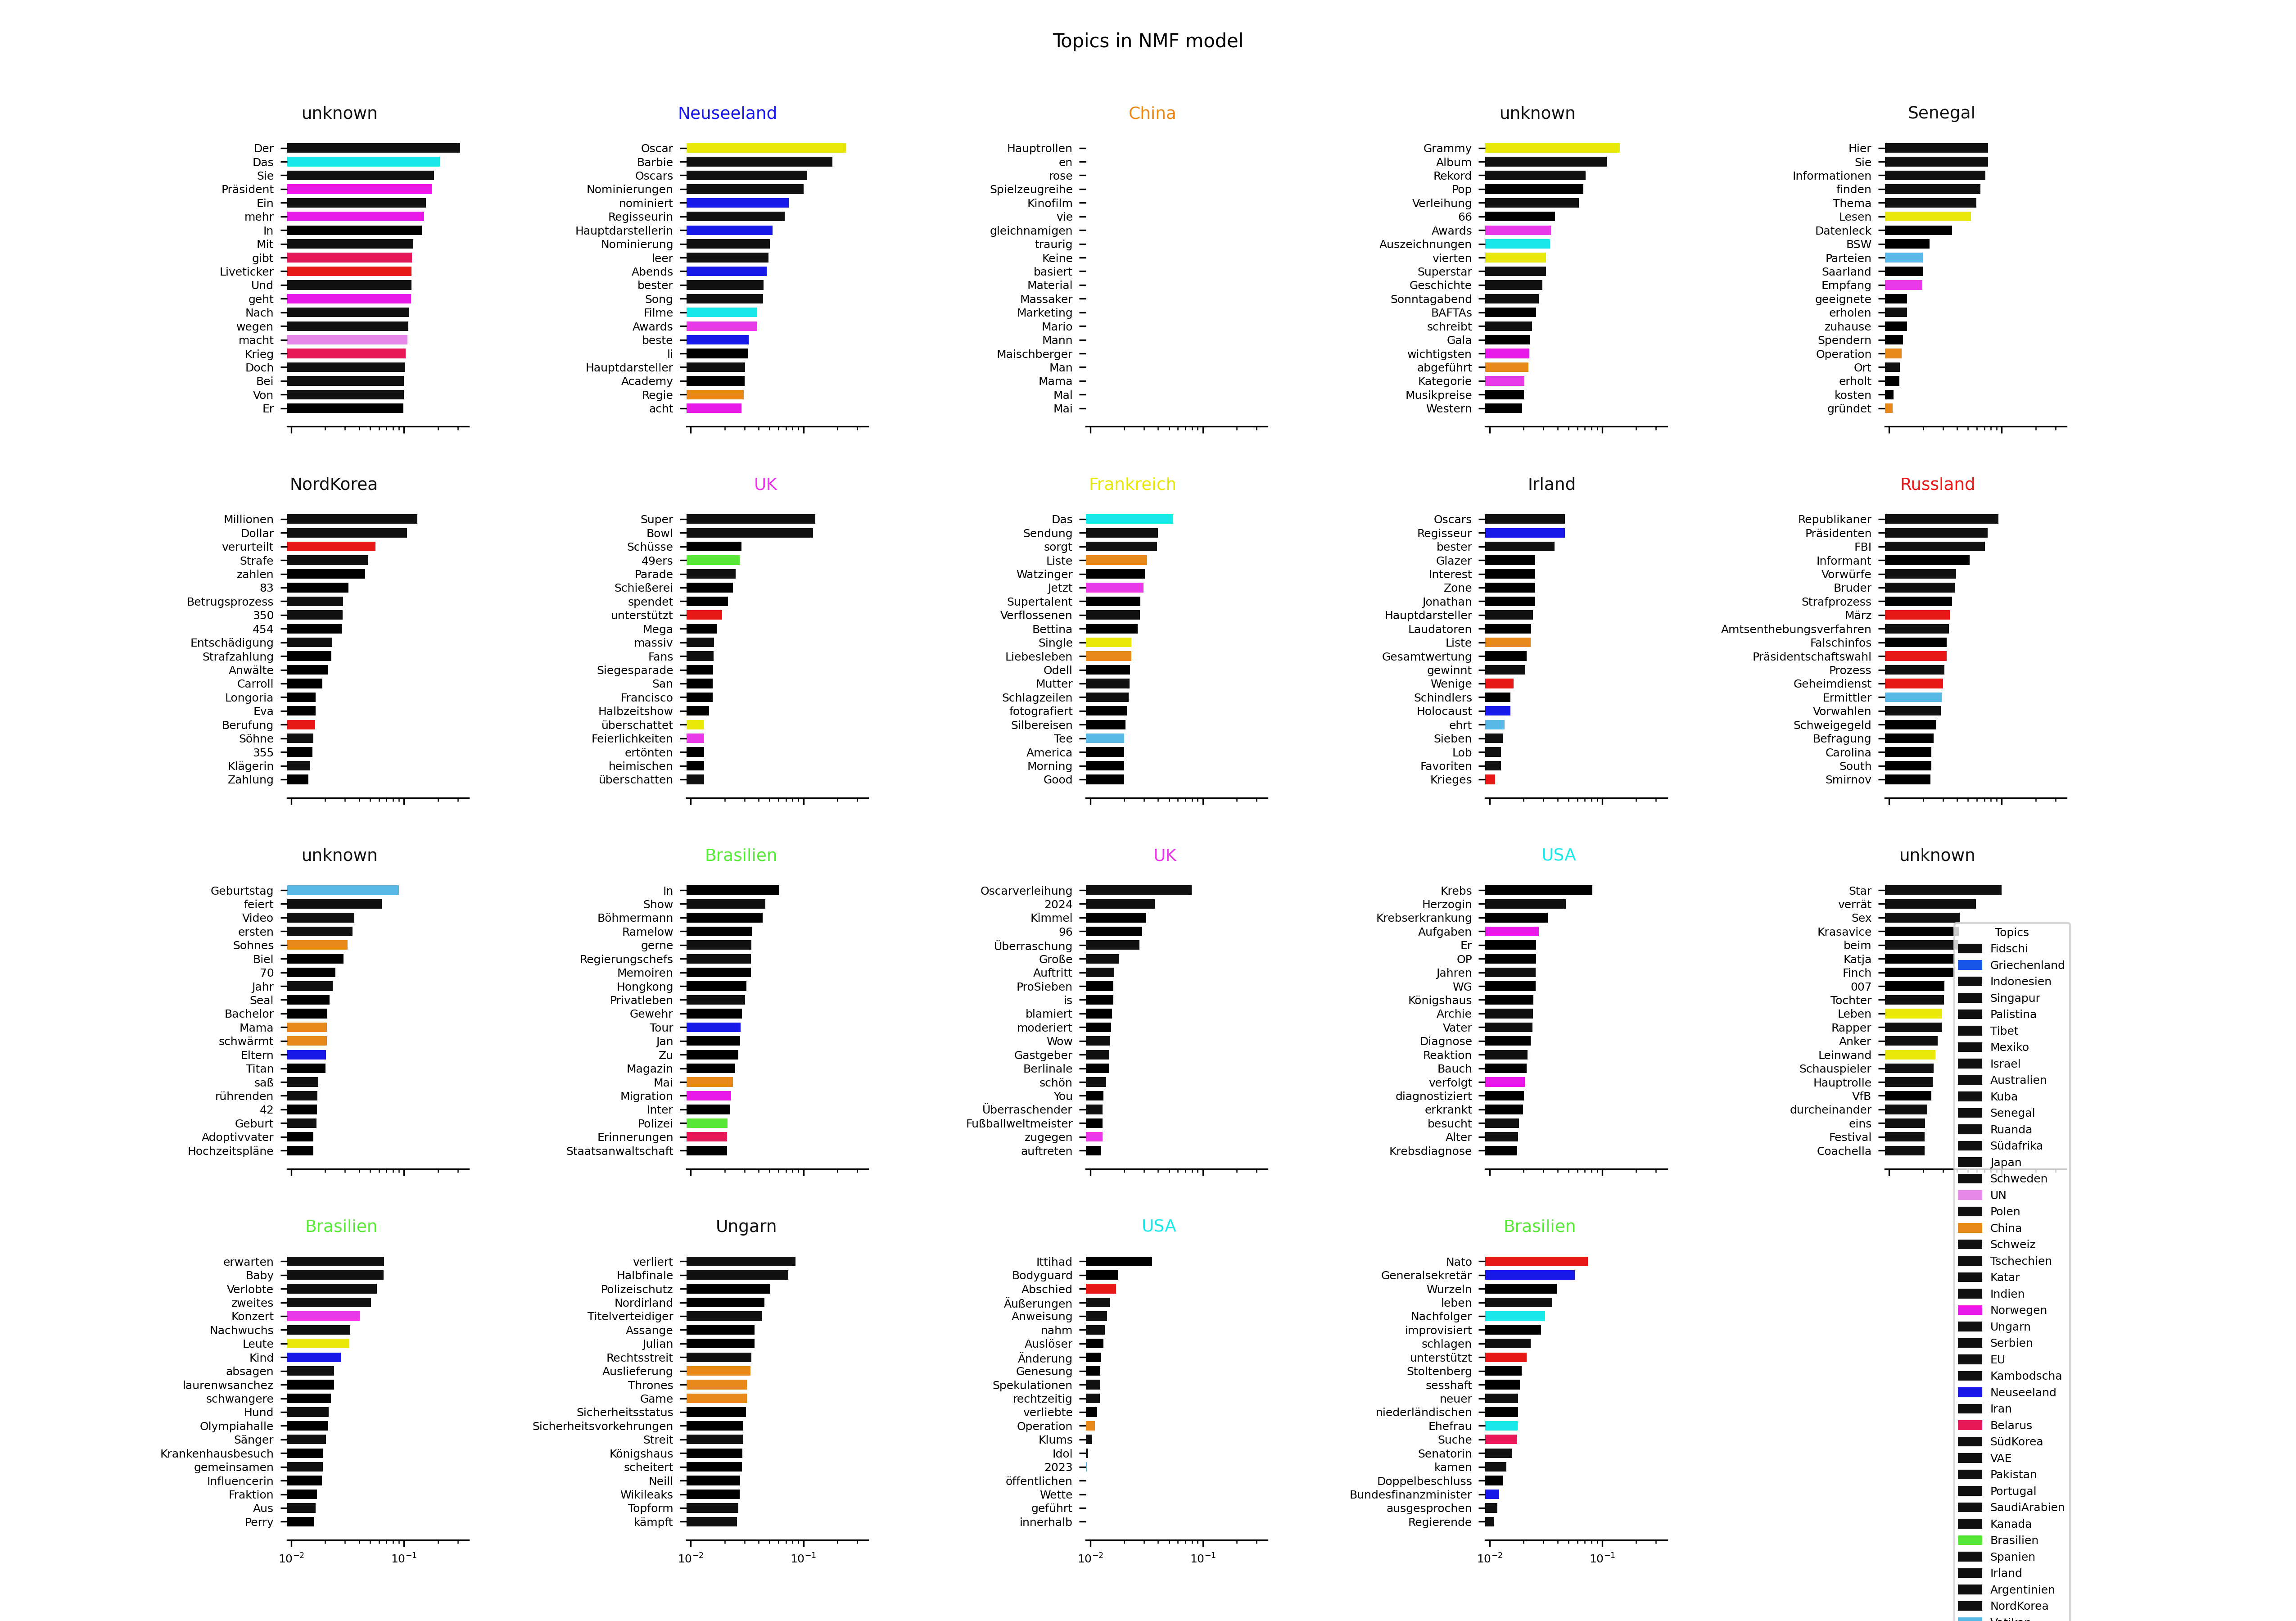 Topics in NMF model
unknown
Der
Das
Sie
Präsident
Ein
mehr
In
Mit
gibt
Liveticker
Und
geht
Nach
wegen
macht
Krieg
Doch
Bei
Von
Er
Neuseeland
Oscar
Barbie
Oscars
Nominierungen
nominiert
Regisseurin
Hauptdarstellerin
Nominierung
leer
Abends
bester
Song
Filme
Awards
beste
li
Hauptdarsteller
Academy
Regie
acht
China
Hauptrollen
en
rose
Spielzeugreihe
Kinofilm
vie
gleichnamigen
traurig
Keine
basiert
Material
Massaker
Marketing
Mario
Mann
Maischberger
Man
Mama
Mal
Mai
unknown
Grammy
Album
Rekord
Pop
Verleihung
66
Awards
Auszeichnungen
vierten
Superstar
Geschichte
Sonntagabend
BAFTAs
schreibt
Gala
wichtigsten
abgeführt
Kategorie
Musikpreise
Western
Senegal
Hier
Sie
Informationen
finden
Thema
Lesen
Datenleck
BSW
Parteien
Saarland
Empfang
geeignete
erholen
zuhause
Spendern
Operation
Ort
erholt
kosten
gründet
NordKorea
Millionen
Dollar
verurteilt
Strafe
zahlen
83
Betrugsprozess
350
454
Entschädigung
Strafzahlung
Anwälte
Carroll
Longoria
Eva
Berufung
Söhne
355
Klägerin
Zahlung
UK
Super
Bowl
Schüsse
49ers
Parade
Schießerei
spendet
unterstützt
Mega
massiv
Fans
Siegesparade
San
Francisco
Halbzeitshow
überschattet
Feierlichkeiten
ertönten
heimischen
überschatten
Frankreich
Das
Sendung
sorgt
Liste
Watzinger
Jetzt
Supertalent
Verflossenen
Bettina
Single
Liebesleben
Odell
Mutter
Schlagzeilen
fotografiert
Silbereisen
Tee
America
Morning
Good
Irland
Oscars
Regisseur
bester
Glazer
Interest
Zone
Jonathan
Hauptdarsteller
Laudatoren
Liste
Gesamtwertung
gewinnt
Wenige
Schindlers
Holocaust
ehrt
Sieben
Lob
Favoriten
Krieges
Russland
Republikaner
Präsidenten
FBI
Informant
Vorwürfe
Bruder
Strafprozess
März
Amtsenthebungsverfahren
Falschinfos
Präsidentschaftswahl
Prozess
Geheimdienst
Ermittler
Vorwahlen
Schweigegeld
Befragung
Carolina
South
Smirnov
unknown
Geburtstag
feiert
Video
ersten
Sohnes
Biel
70
Jahr
Seal
Bachelor
Mama
schwärmt
Eltern
Titan
saß
rührenden
42
Geburt
Adoptivvater
Hochzeitspläne
Brasilien
In
Show
Böhmermann
Ramelow
gerne
Regierungschefs
Memoiren
Hongkong
Privatleben
Gewehr
Tour
Jan
Zu
Magazin
Mai
Migration
Inter
Polizei
Erinnerungen
Staatsanwaltschaft
UK
Oscarverleihung
2024
Kimmel
96
Überraschung
Große
Auftritt
ProSieben
is
blamiert
moderiert
Wow
Gastgeber
Berlinale
schön
You
Überraschender
Fußballweltmeister
zugegen
auftreten
USA
Krebs
Herzogin
Krebserkrankung
Aufgaben
Er
OP
Jahren
WG
Königshaus
Archie
Vater
Diagnose
Reaktion
Bauch
verfolgt
diagnostiziert
erkrankt
besucht
Alter
Krebsdiagnose
unknown
Star
verrät
Sex
Krasavice
beim
Katja
Finch
007
Tochter
Leben
Rapper
Anker
Leinwand
Schauspieler
Hauptrolle
VfB
durcheinander
eins
Festival
Coachella
Brasilien
erwarten
Baby
Verlobte
zweites
Konzert
Nachwuchs
Leute
Kind
absagen
laurenwsanchez
schwangere
Hund
Olympiahalle
Sänger
Krankenhausbesuch
gemeinsamen
Influencerin
Fraktion
Aus
Perry
10⁻² 10⁻¹
Ungarn
verliert
Halbfinale
Polizeischutz
Nordirland
Titelverteidiger
Assange
Julian
Rechtsstreit
Auslieferung
Thrones
Game
Sicherheitsstatus
Sicherheitsvorkehrungen
Streit
Königshaus
scheitert
Neill
Wikileaks
Topform
kämpft
10⁻² 10⁻¹
USA
Ittihad
Bodyguard
Abschied
Äußerungen
Anweisung
nahm
Auslöser
Änderung
Genesung
Spekulationen
rechtzeitig
verliebte
Operation
Klums
Idol
2023
öffentlichen
Wette
geführt
innerhalb
10⁻² 10⁻¹
Brasilien
Nato
Generalsekretär
Wurzeln
leben
Nachfolger
improvisiert
schlagen
unterstützt
Stoltenberg
sesshaft
neuer
niederländischen
Ehefrau
Suche
Senatorin
kamen
Doppelbeschluss
Bundesfinanzminister
ausgesprochen
Regierende
10⁻² 10⁻¹
Topics
Fidschi
Griechenland
Indonesien
Singapur
Palistina
Tibet
Mexiko
Israel
Australien
Kuba
Senegal
Ruanda
Südafrika
Japan
Schweden
UN
Polen
China
Schweiz
Tschechien
Katar
Indien
Norwegen
Ungarn
Serbien
EU
Kambodscha
Neuseeland
Iran
Belarus
SüdKorea
VAE
Pakistan
Portugal
SaudiArabien
Kanada
Brasilien
Spanien
Irland
Argentinien
NordKorea